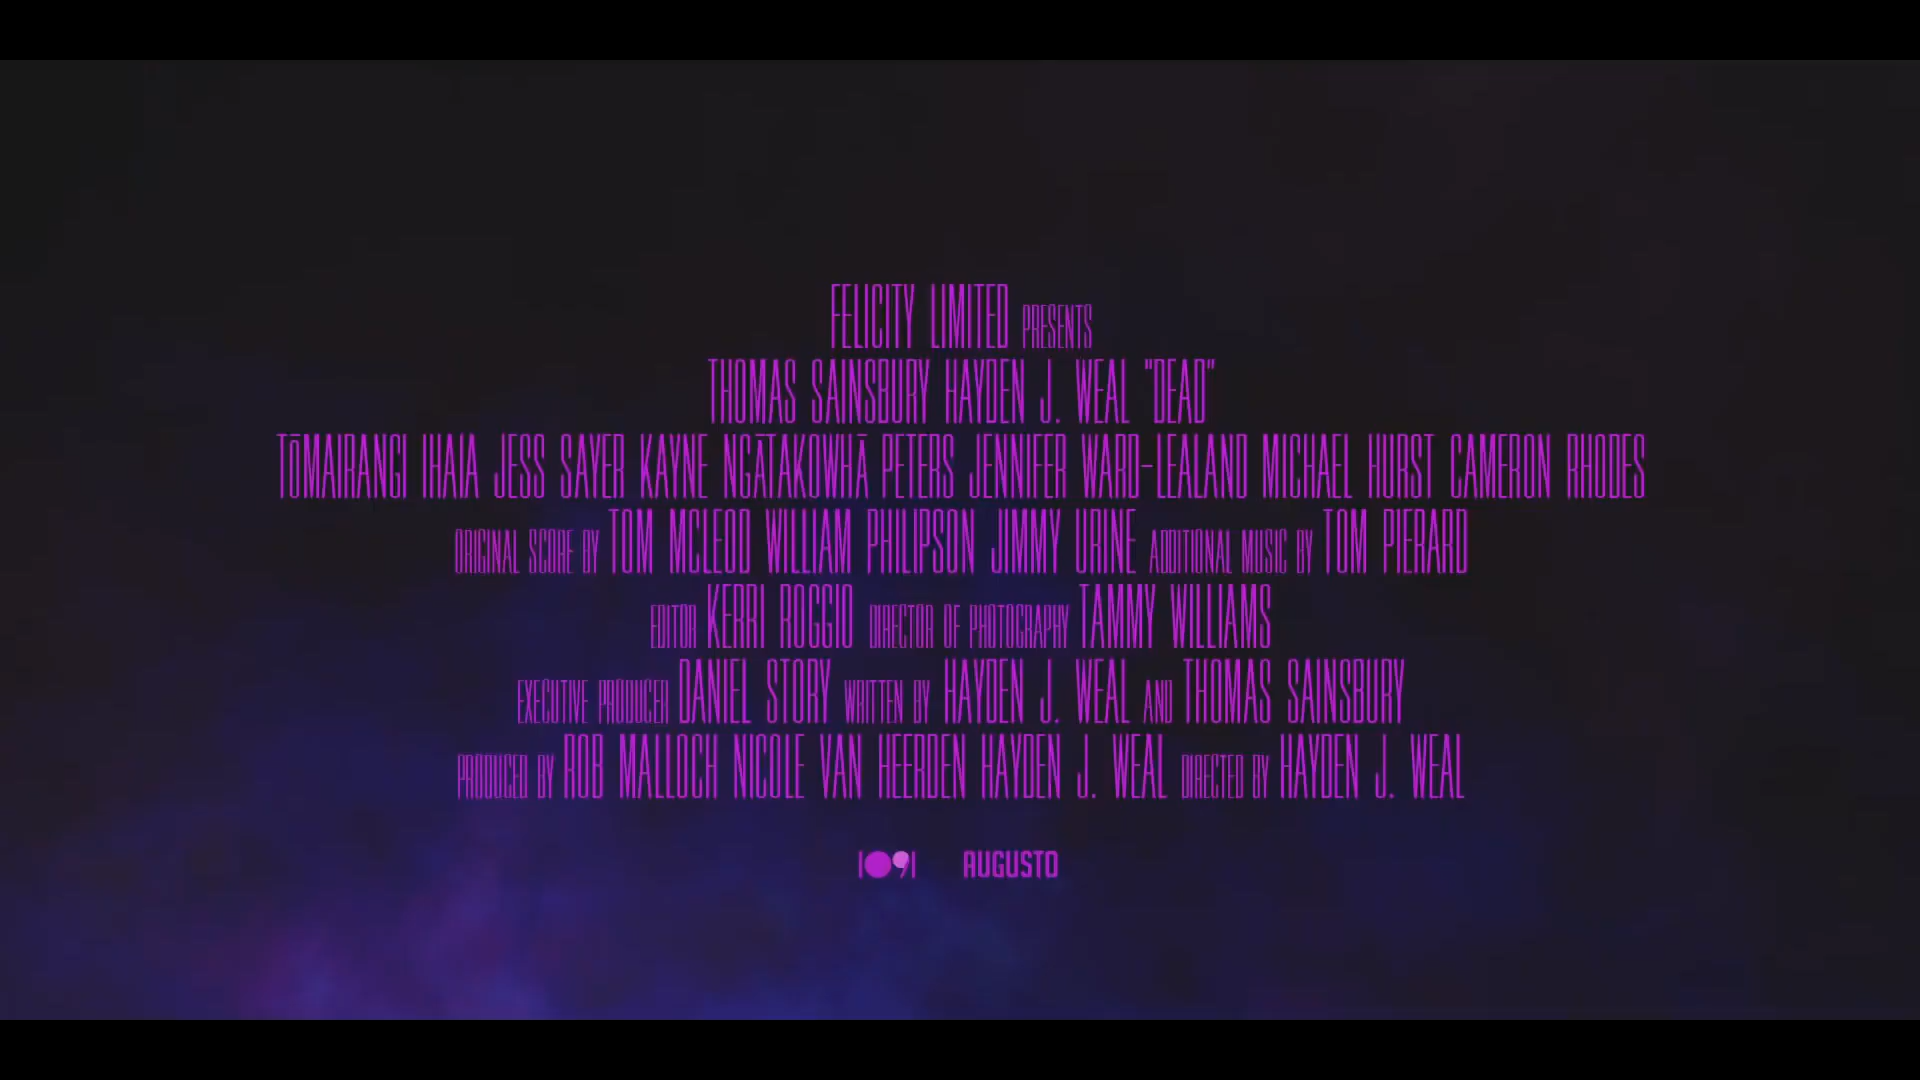 FELICITY LIMITED PRESENTS
THOMAS SAINSBURY HAYDEN J. WEAL "DEAD"
TŌMAIRANGI IHAIA JESS SAYER KAYNE NGĀTAKOWHĀ PETERS JENNIFER WARD-LEALAND MICHAEL HURST CAMERON RHODES
ORIGINAL SCORE BY TOM MCLEOD WILLIAM PHILIPSON JIMMY URINE ADDITIONAL MUSIC BY TOM PIERARD
EDITOR KERRI ROGGIO DIRECTOR OF PHOTOGRAPHY TAMMY WILLIAMS
EXECUTIVE PRODUCER DANIEL STORY WRITTEN BY HAYDEN J. WEAL AND THOMAS SAINSBURY
PRODUCED BY ROB MALLOCH NICOLE VAN HEERDEN HAYDEN J. WEAL DIRECTED BY HAYDEN J. WEAL
1091 AUGUSTO